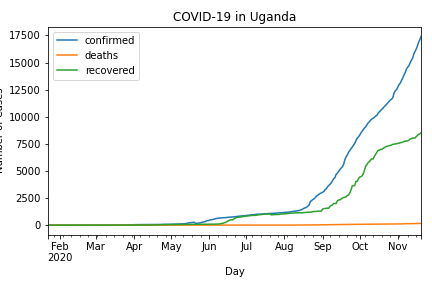 COVID-19 in Uganda
17500
15000
12500
10000
7500
5000
2500
0
confirmed
deaths
recovered
Feb Mar Apr May Jun Jul Aug Sep Oct Nov
2020
Day